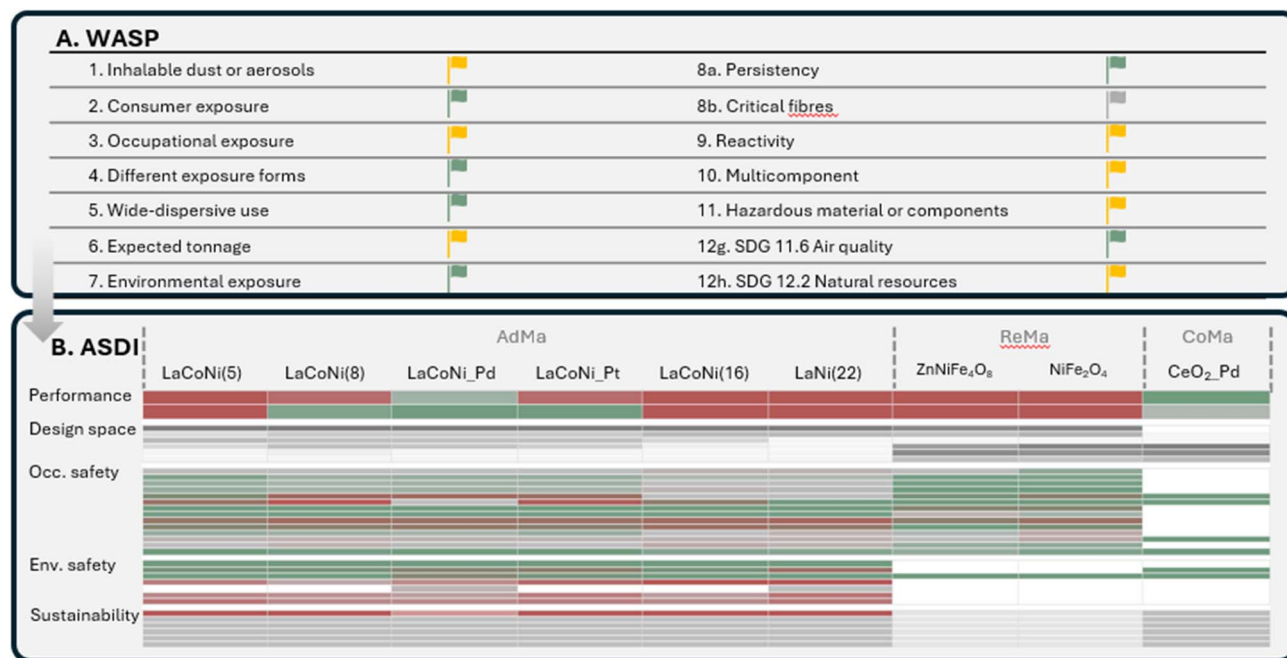 A. WASP
1. Inhalable dust or aerosols
8a. Persistency
2. Consumer exposure
8b. Critical fibres
3. Occupational exposure
9. Reactivity
4. Different exposure forms
10. Multicomponent
5. Wide-dispersive use
11. Hazardous material or components
6. Expected tonnage
12g. SDG 11.6 Air quality
7. Environmental exposure
12h. SDG 12.2 Natural resources
B. ASDI
AdMa
ReMa
CoMa
LaCoNi(5)
LaCoNi(8)
LaCoNi_Pd
LaCoNi_Pt
LaCoNi(16)
LaNi(22)
ZnNiFe₄O₈
NiFe₂O₄
CeO₂_Pd
Performance
Design space
Occ. safety
Env. safety
Sustainability